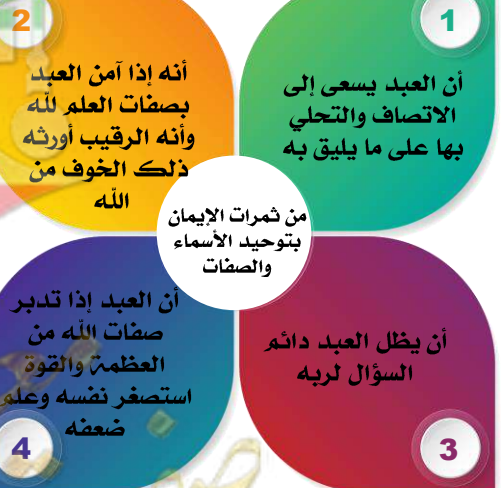 من ثمرات الإيمان
بتوحيد الأسماء
والصفات
1
أن العبد يسعى إلى
الاتصاف والتحلي
بها على ما يليق به
2
أنه إذا آمن العبد
بصفات العلم لله
وأنه الرقيب أورثه
ذلك الخوف من
الله
3
أن يظل العبد دائم
السؤال لربه
4
أن العبد إذا تدبر
صفات الله من
العظمة والقوة
استصغر نفسه وعلم
ضعفه